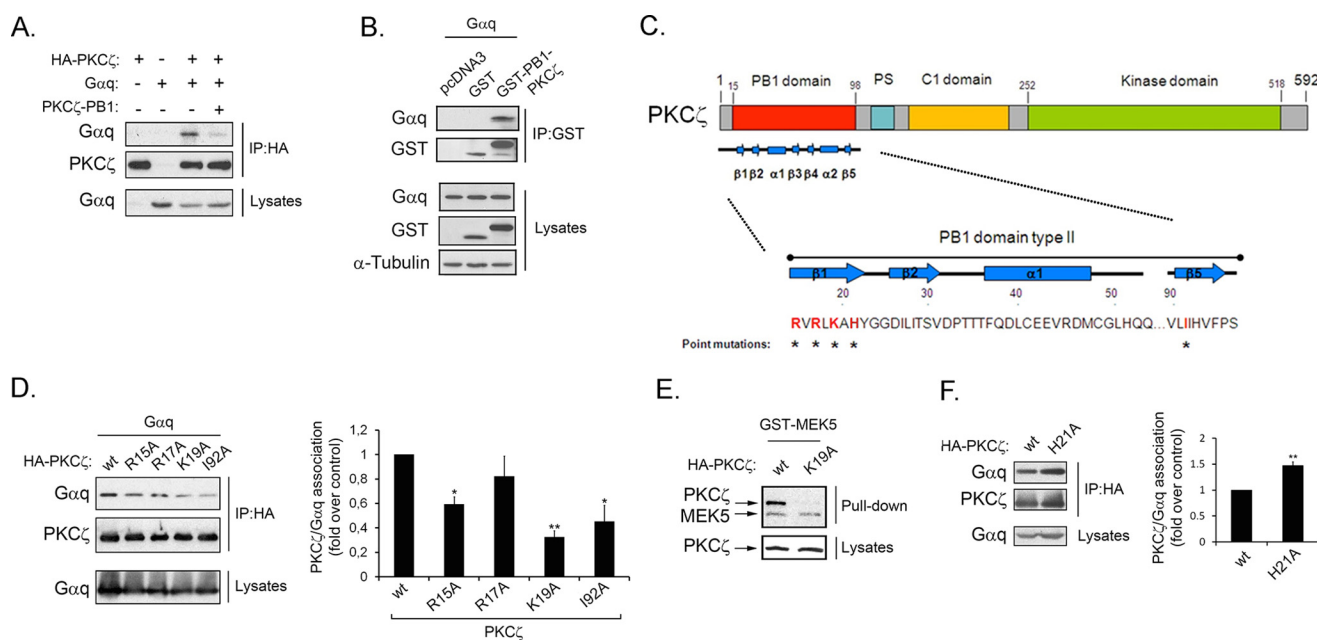 A.
HA-PKCζ: + - + +
Gαq: - + + +
PKCζ-PB1: - - - +
Gαq
PKCζ
IP:HA
Gαq
Lysates
B.
Gαq
pcDNA3
GST
GST-PB1-PKCζ
Gαq
GST
IP:GST
Gαq
GST
α-Tubulin
Lysates
C.
1 15 PB1 domain 98 PS C1 domain 252 Kinase domain 518 592
PKCζ
β1 β2 α1 β3 β4 α2 β5
PB1 domain type II
β1 β2 α1 β5
20 30 40 50 90
RVRLKAHYGGDILITSVDPTTTFQDLCEEVRDMCGLHQQ...VLIIHVFPS
Point mutations: * * * * *
D.
Gαq
HA-PKCζ: wt R15A R17A K19A I92A
Gαq
PKCζ
IP:HA
Gαq
Lysates
PKCζ/Gαq association
(fold over control)
1,2
1
0,8
0,6
0,4
0,2
0
* ** *
wt R15A R17A K19A I92A
PKCζ
E.
GST-MEK5
HA-PKCζ: wt K19A
PKCζ
MEK5
Pull-down
PKCζ
Lysates
F.
HA-PKCζ: wt H21A
Gαq
PKCζ
IP:HA
Gαq
Lysates
PKCζ/Gαq association
(fold over control)
2,0
1,5
1,0
0,5
0
**
wt H21A